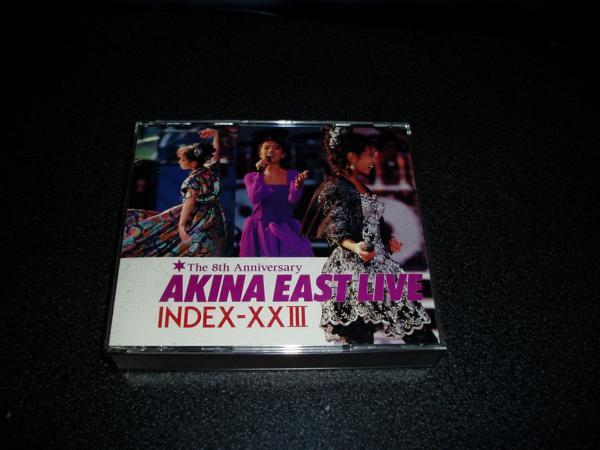 The 8th Anniversary
AKINA EAST LIVE
INDEX-XXIII